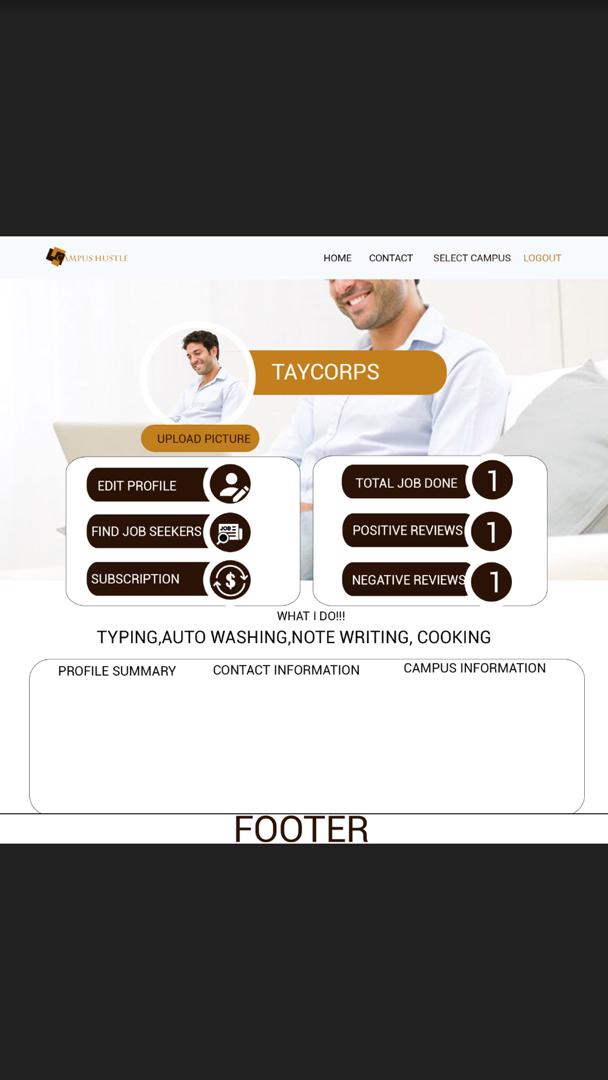 CAMPUS HUSTLE
HOME CONTACT SELECT CAMPUS LOGOUT
TAYCORPS
UPLOAD PICTURE
EDIT PROFILE
FIND JOB SEEKERS
JOB
SUBSCRIPTION
$
TOTAL JOB DONE 1
POSITIVE REVIEWS 1
NEGATIVE REVIEWS 1
WHAT I DO!!!
TYPING,AUTO WASHING,NOTE WRITING, COOKING
PROFILE SUMMARY CONTACT INFORMATION CAMPUS INFORMATION
FOOTER